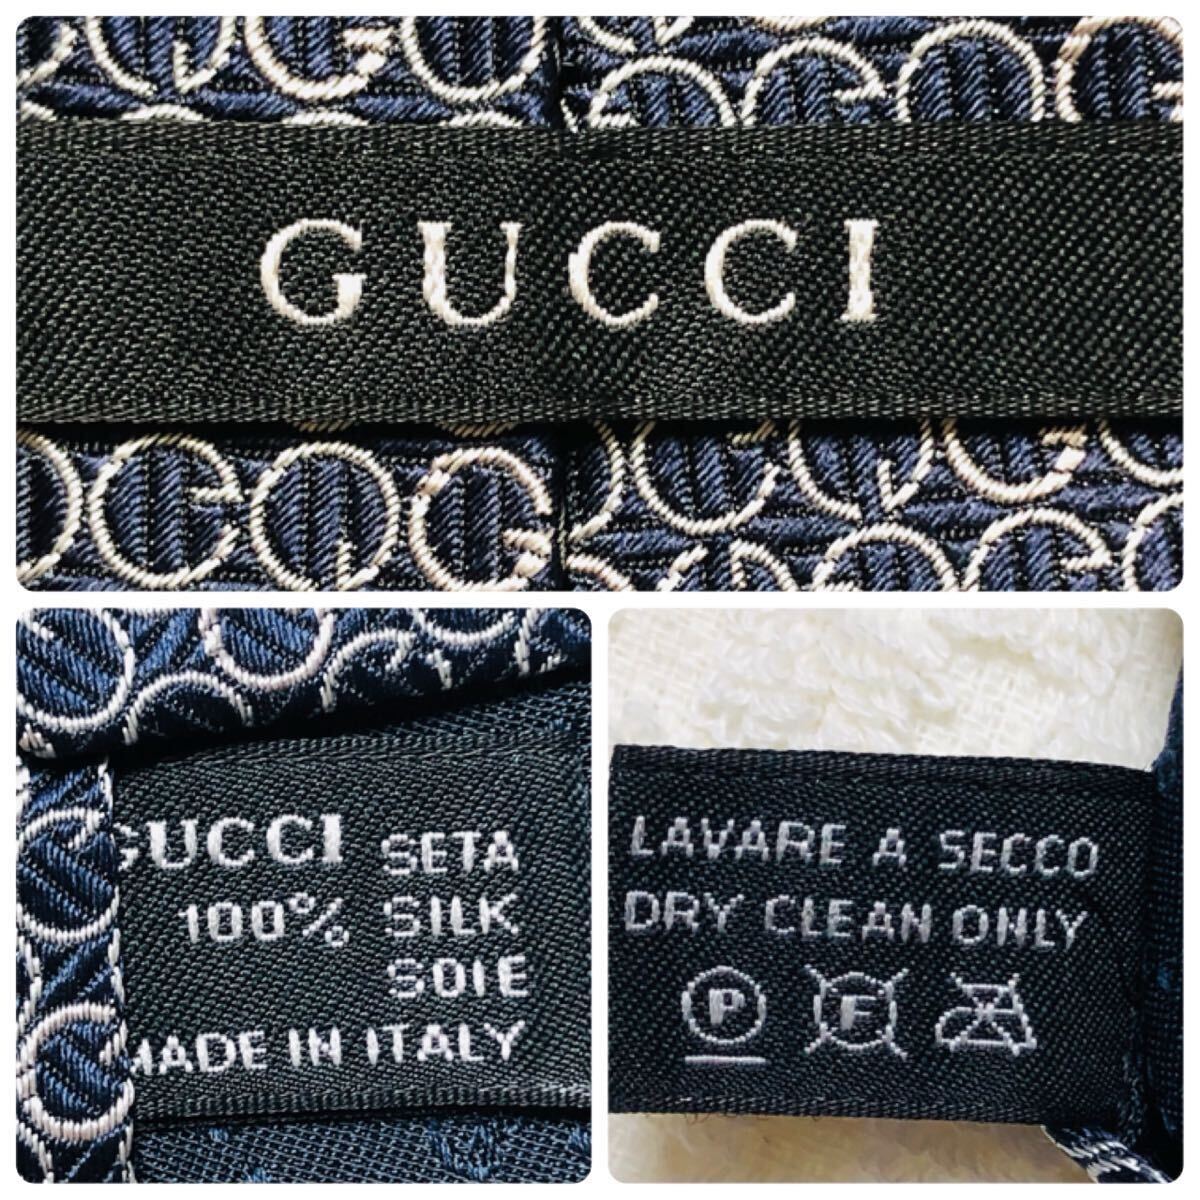 GUCCI
GUCCI SETA
100% SILK
SOIE
MADE IN ITALY
LAVARE A SECCO
DRY CLEAN ONLY
P F